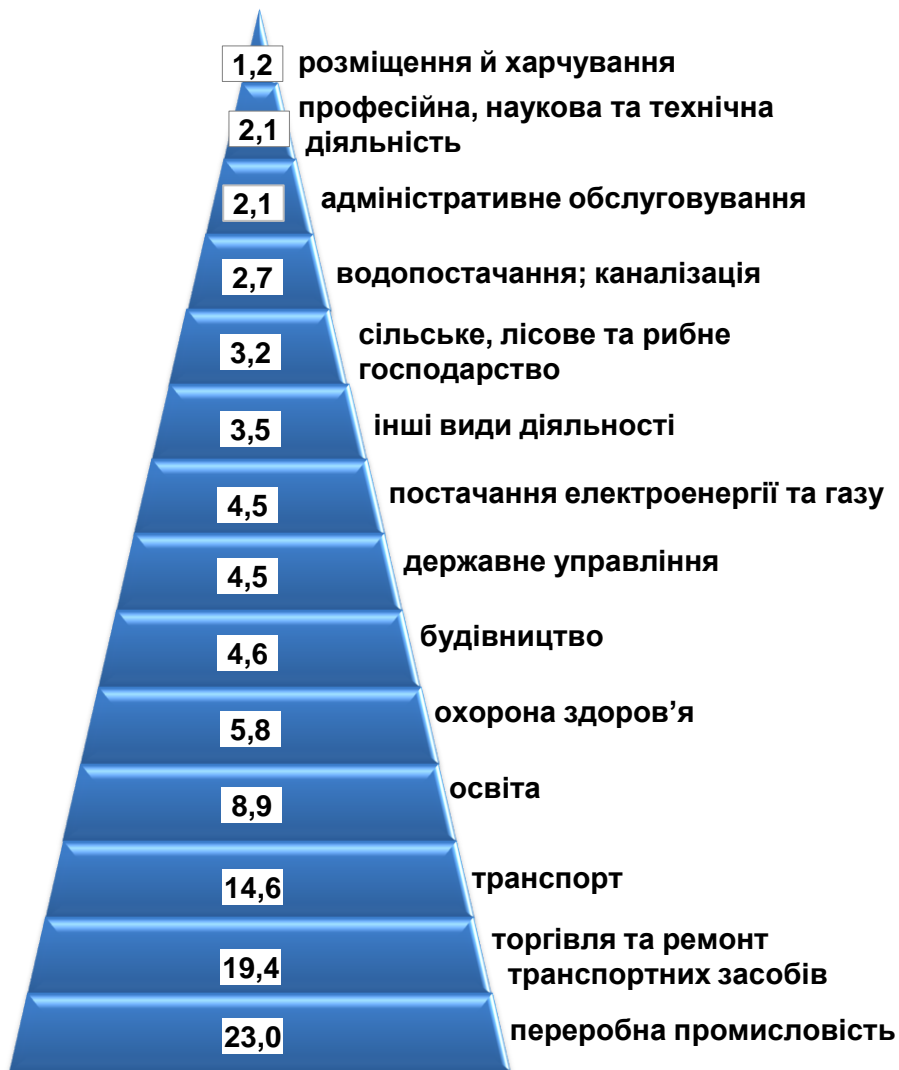 1,2 розміщення й харчування
професійна, наукова та технічна
2,1 діяльність
2,1 адміністративне обслуговування
2,7 водопостачання; каналізація
сільське, лісове та рибне
3,2 господарство
3,5 інші види діяльності
4,5 постачання електроенергії та газу
4,5 державне управління
4,6 будівництво
5,8 охорона здоров’я
8,9 освіта
14,6 транспорт
торгівля та ремонт
19,4 транспортних засобів
23,0 переробна промисловість